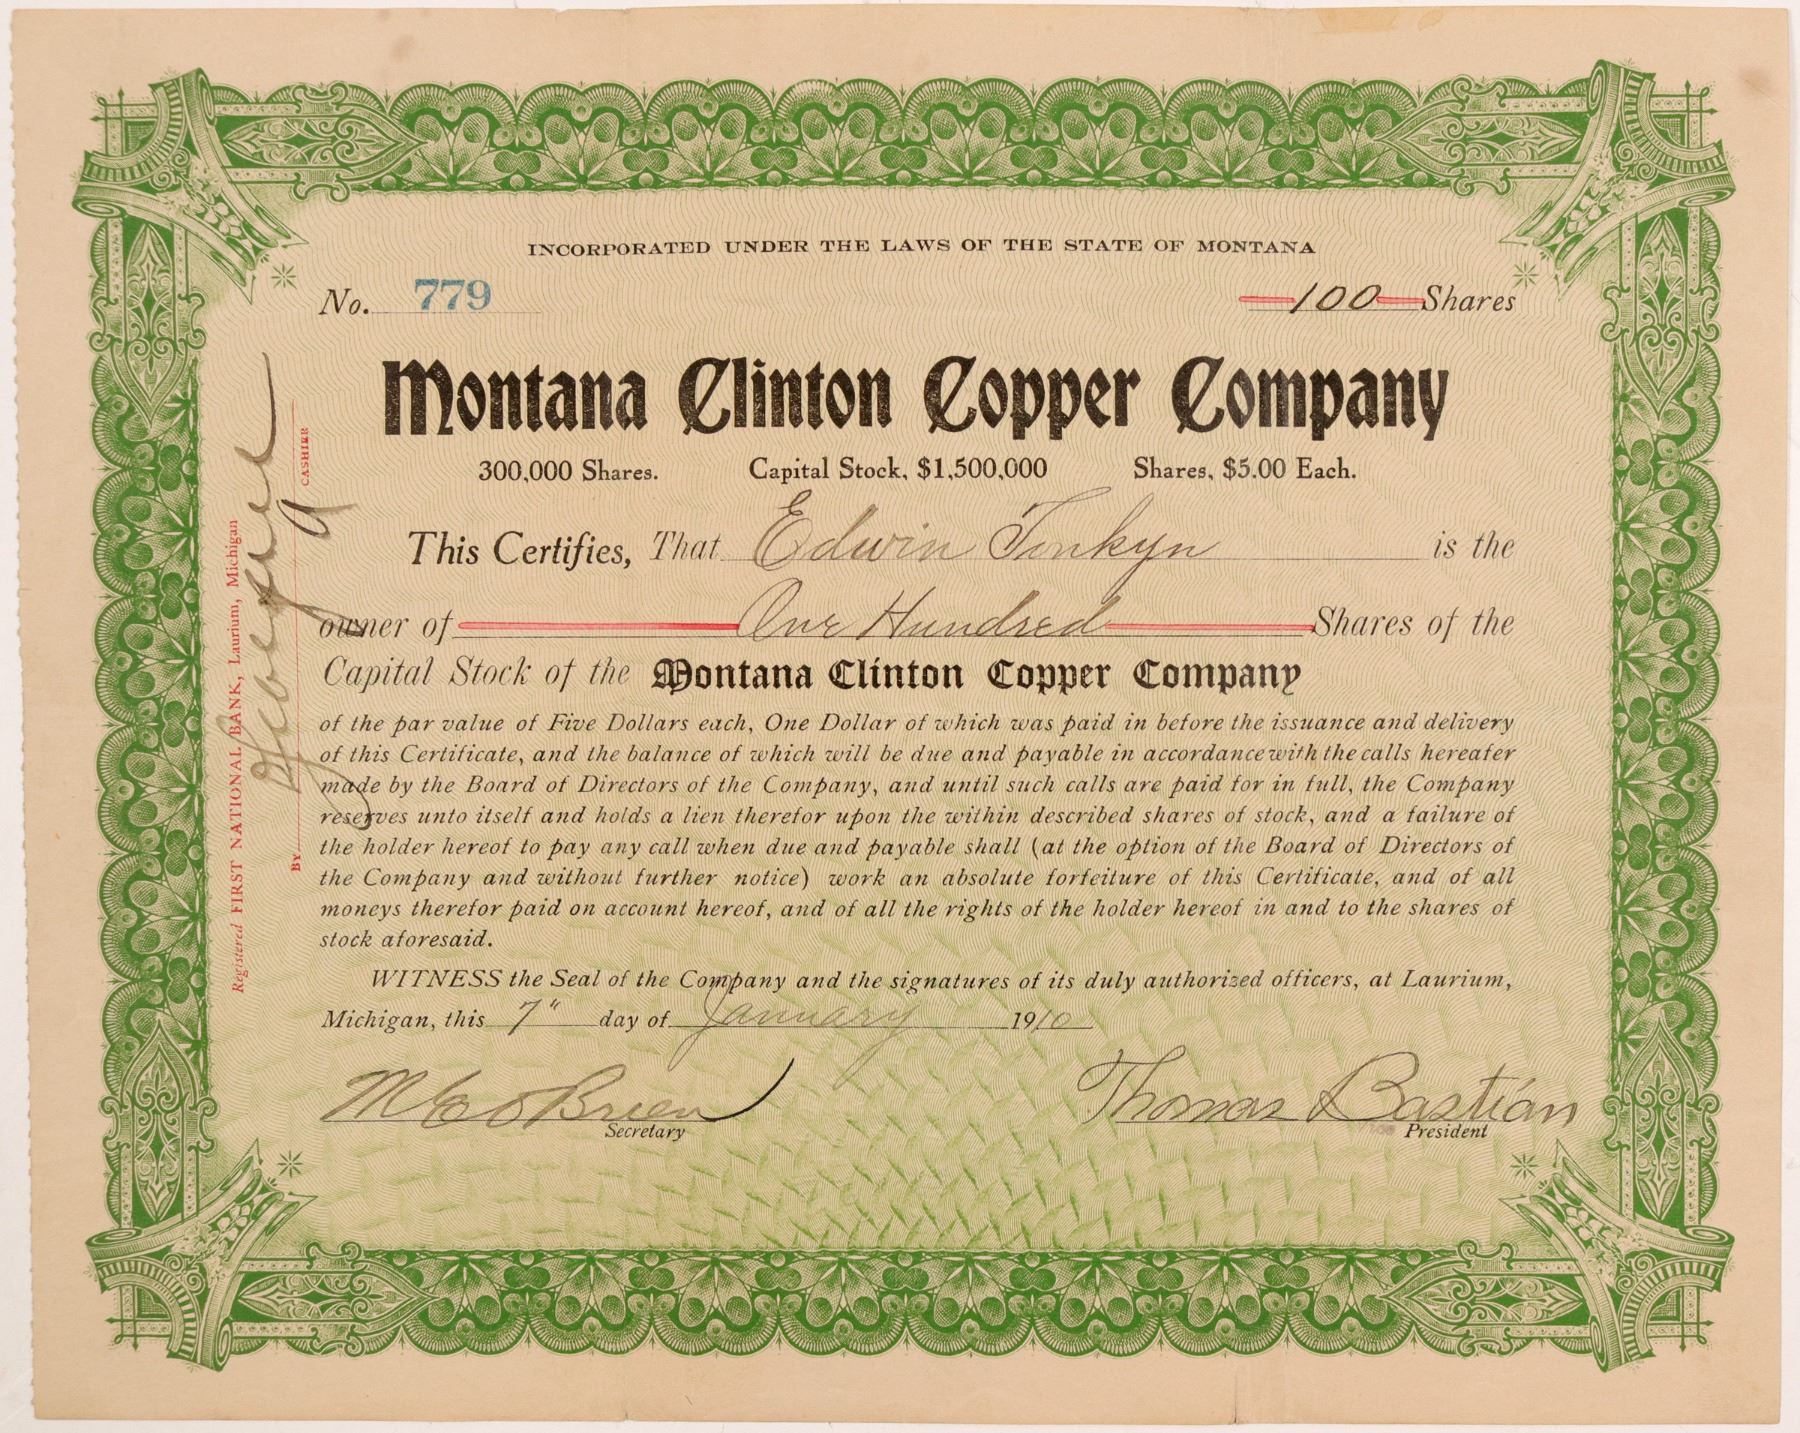 INCORPORATED UNDER THE LAWS OF THE STATE OF MONTANA
No. 779
100 Shares
Montana Clinton Copper Company
300,000 Shares. Capital Stock, $1,500,000 Shares, $5.00 Each.
This Certifies, That Edwin Tonkyn is the
owner of One Hundred Shares of the
Capital Stock of the Montana Clinton Copper Company
of the par value of Five Dollars each, One Dollar of which was paid in before the issuance and delivery
of this Certificate, and the balance of which will be due and payable in accordance with the calls hereafer
made by the Board of Directors of the Company, and until such calls are paid for in full, the Company
reserves unto itself and holds a lien therefor upon the within described shares of stock, and a failure of
the holder hereof to pay any call when due and payable shall (at the option of the Board of Directors of
the Company and without further notice) work an absolute forfeiture of this Certificate, and of all
moneys therefor paid on account hereof, and of all the rights of the holder hereof in and to the shares of
stock aforesaid.
WITNESS the Seal of the Company and the signatures of its duly authorized officers, at Laurium,
Michigan, this 7" day of January 1910
M E O'Brien
Secretary
Thomas Bastian
President
Registered FIRST NATIONAL BANK, Laurium, Michigan
BY CASHIER